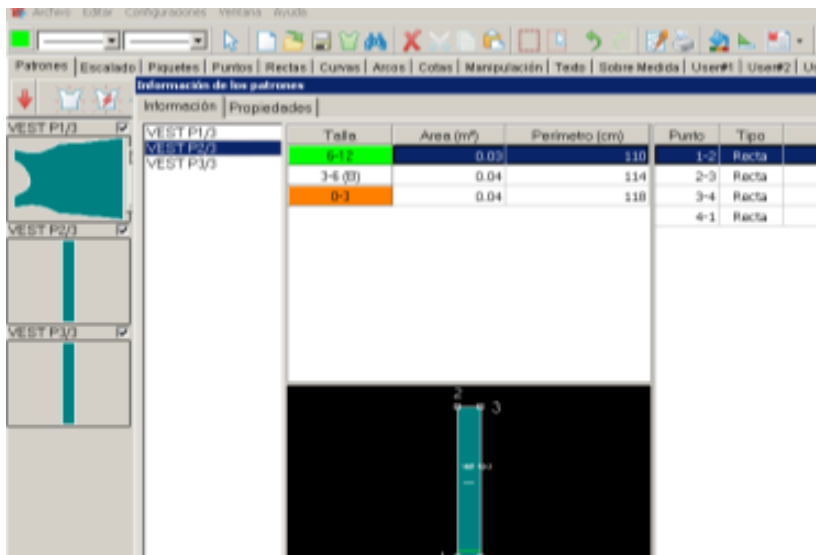 Archivo Editar Configuraciones Ventana Ayuda
Patrones Escalado Piquetes Puntos Rectas Curvas Arcos Cotas Manipulación Texto Sobre Medida User#1 User#2
Información de los patrones
Información Propiedades
VEST P1/3
VEST P2/3
VEST P3/3
VEST P1/3
VEST P2/3
VEST P3/3
Talla Area (m²) Perímetro (cm) Punto Tipo
6-12 0.03 110 1-2 Recta
3-6 (B) 0.04 114 2-3 Recta
0-3 0.04 118 3-4 Recta
4-1 Recta
2
3